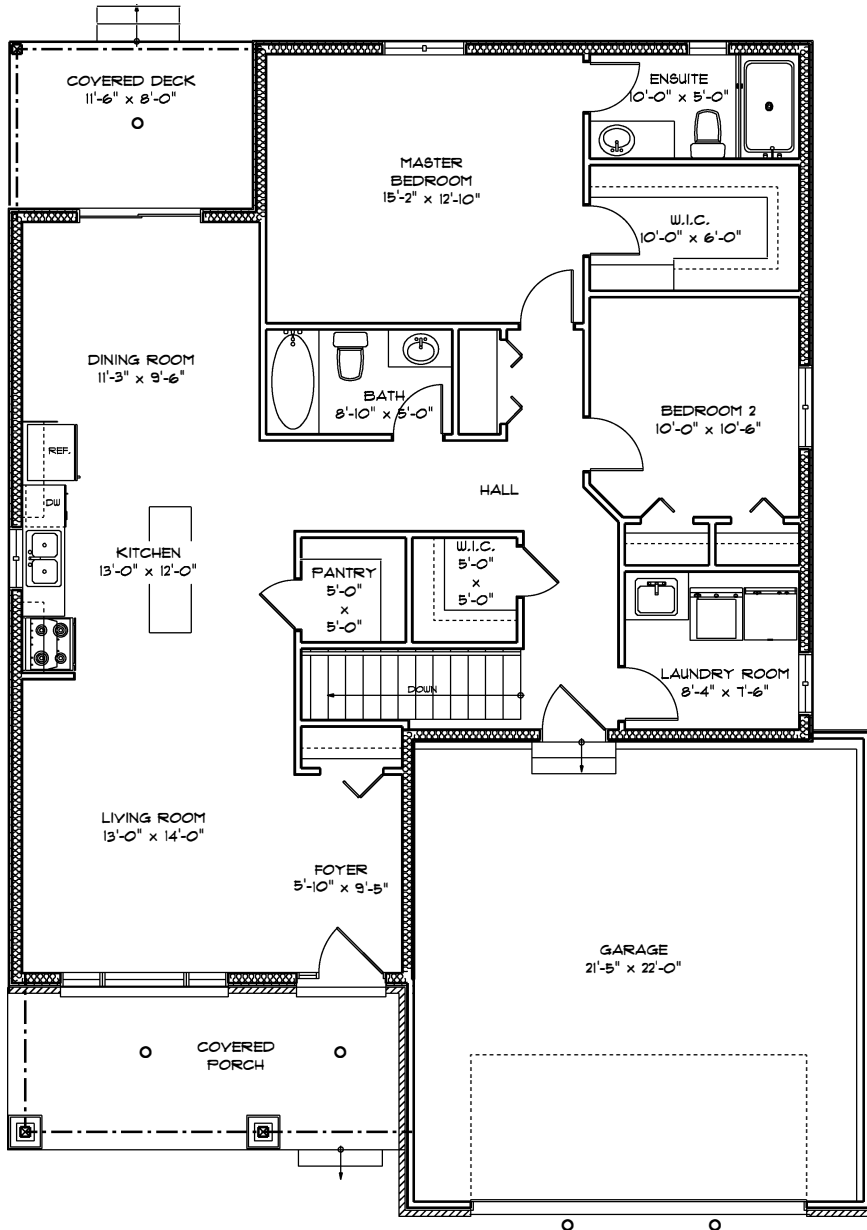 COVERED DECK
11'-6" x 8'-0"
ENSUITE
10'-0" x 5'-0"
MASTER
BEDROOM
15'-2" x 12'-10"
W.I.C.
10'-0" x 6'-0"
DINING ROOM
11'-3" x 9'-6"
BATH
8'-10" x 5'-0"
BEDROOM 2
10'-0" x 10'-6"
REF.
DW
HALL
KITCHEN
13'-0" x 12'-0"
PANTRY
5'-0"
x
5'-0"
W.I.C.
5'-0"
x
5'-0"
LAUNDRY ROOM
8'-4" x 7'-6"
DOWN
LIVING ROOM
13'-0" x 14'-0"
FOYER
5'-10" x 9'-5"
GARAGE
21'-5" x 22'-0"
COVERED
PORCH